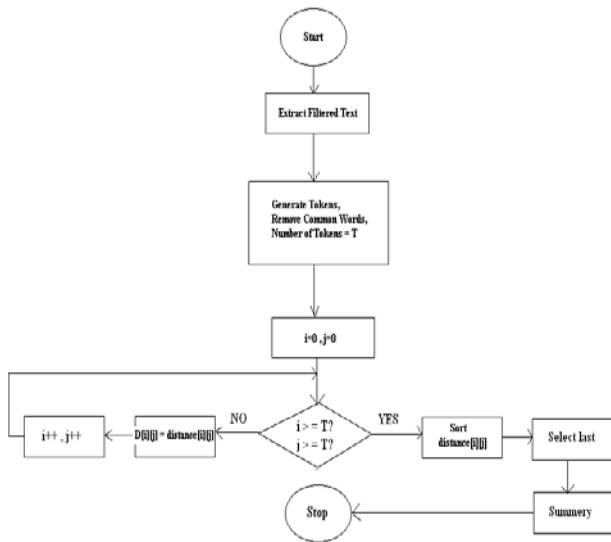 Start
Extract Filtered Text
Generate Tokens,
Remove Common Words,
Number of Tokens = T
i=0 , j=0
NO
YES
i > = T?
j > = T?
D[i][j] = distance[i][j]
i++ , j++
Sort
distance[i][j]
Select last
Summery
Stop